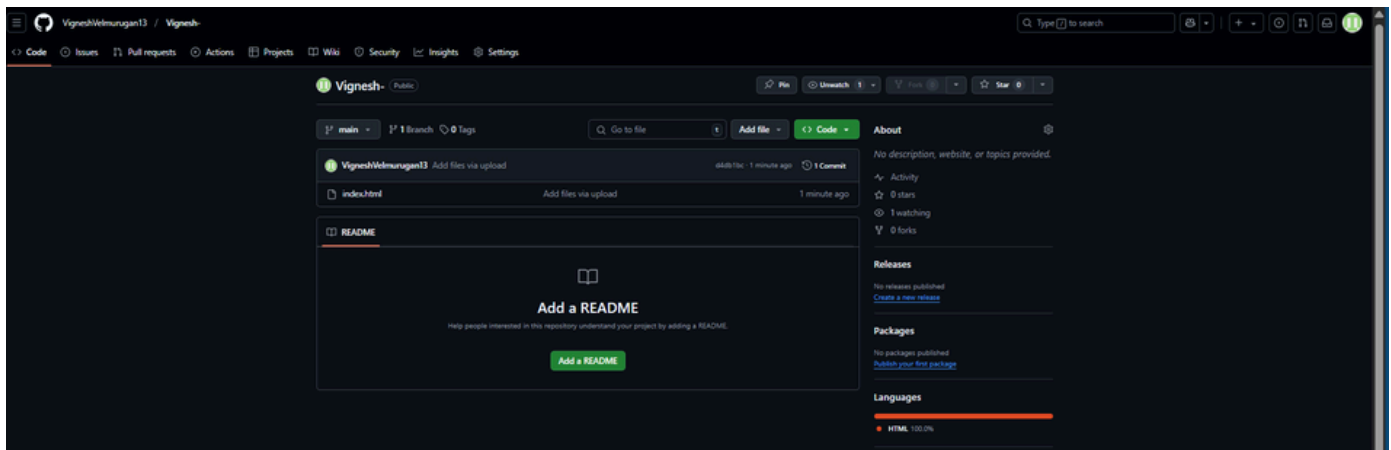 VigneshVelmurugan13 / Vignesh-
Type / to search
Code Issues Pull requests Actions Projects Wiki Security Insights Settings
Vignesh- Public
Pin Unwatch 1 Fork 0 Star 0
main 1 Branch 0 Tags Go to file t Add file Code
VigneshVelmurugan13 Add files via upload 1 minute ago 1 Commit
index.html Add files via upload 1 minute ago
README
Add a README
Help people interested in this repository understand your project by adding a README.
Add a README
About
No description, website, or topics provided.
Activity
0 stars
1 watching
0 forks
Releases
No releases published
Create a new release
Packages
No packages published
Publish your first package
Languages
HTML 100.0%